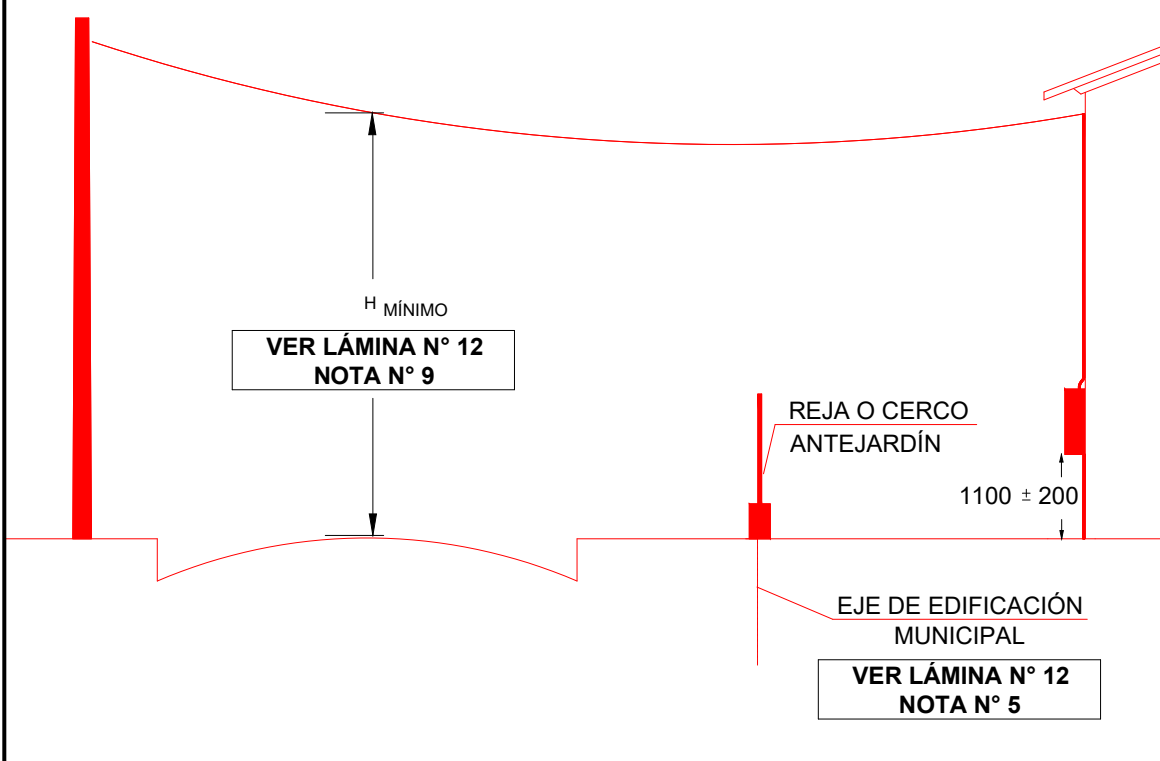 H MÍNIMO
VER LÁMINA N° 12
NOTA N° 9
REJA O CERCO
ANTEJARDÍN
1100 ± 200
EJE DE EDIFICACIÓN
MUNICIPAL
VER LÁMINA N° 12
NOTA N° 5